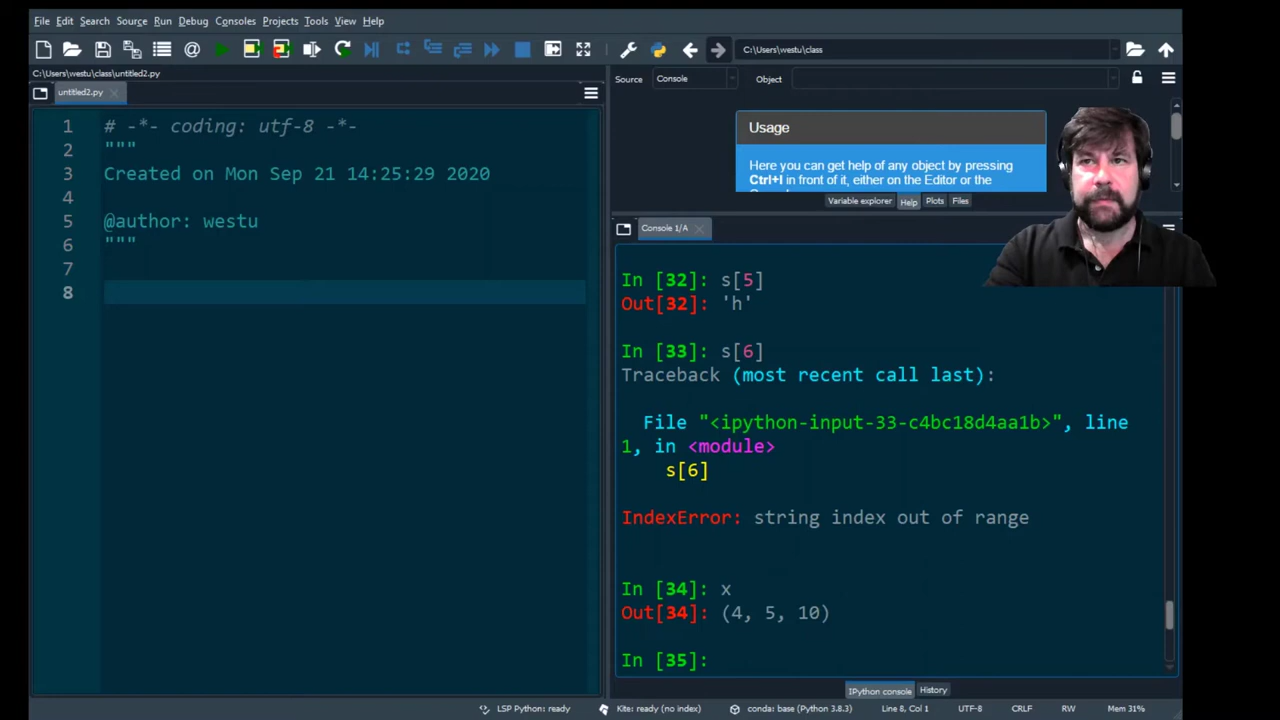 File Edit Search Source Run Debug Consoles Projects Tools View Help
C:\Users\westu\class
C:\Users\westu\class\untitled2.py
Source Console Object
untitled2.py
1 # -*- coding: utf-8 -*-
2 """
3 Created on Mon Sep 21 14:25:29 2020
4
5 @author: westu
6 """
7
8
Usage
Here you can get help of any object by pressing
Ctrl+I in front of it, either on the Editor or the
Variable explorer Help Plots Files
Console 1/A
In [32]: s[5]
Out[32]: 'h'
In [33]: s[6]
Traceback (most recent call last):
File "<ipython-input-33-c4bc18d4aa1b>", line
1, in <module>
s[6]
IndexError: string index out of range
In [34]: x
Out[34]: (4, 5, 10)
In [35]:
IPython console History
LSP Python: ready Kite: ready (no index) conda: base (Python 3.8.3) Line 8, Col 1 UTF-8 CRLF RW Mem 31%